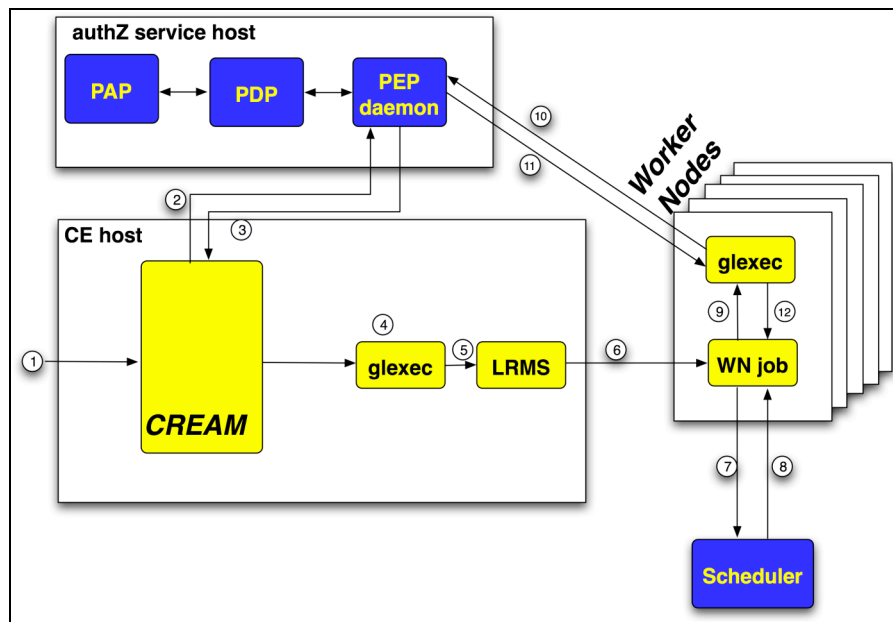 authZ service host
PAP
PDP
PEP
daemon
10
11
Worker
Nodes
2
3
CE host
glexec
9
12
4
1
5
6
glexec
LRMS
WN job
CREAM
7
8
Scheduler